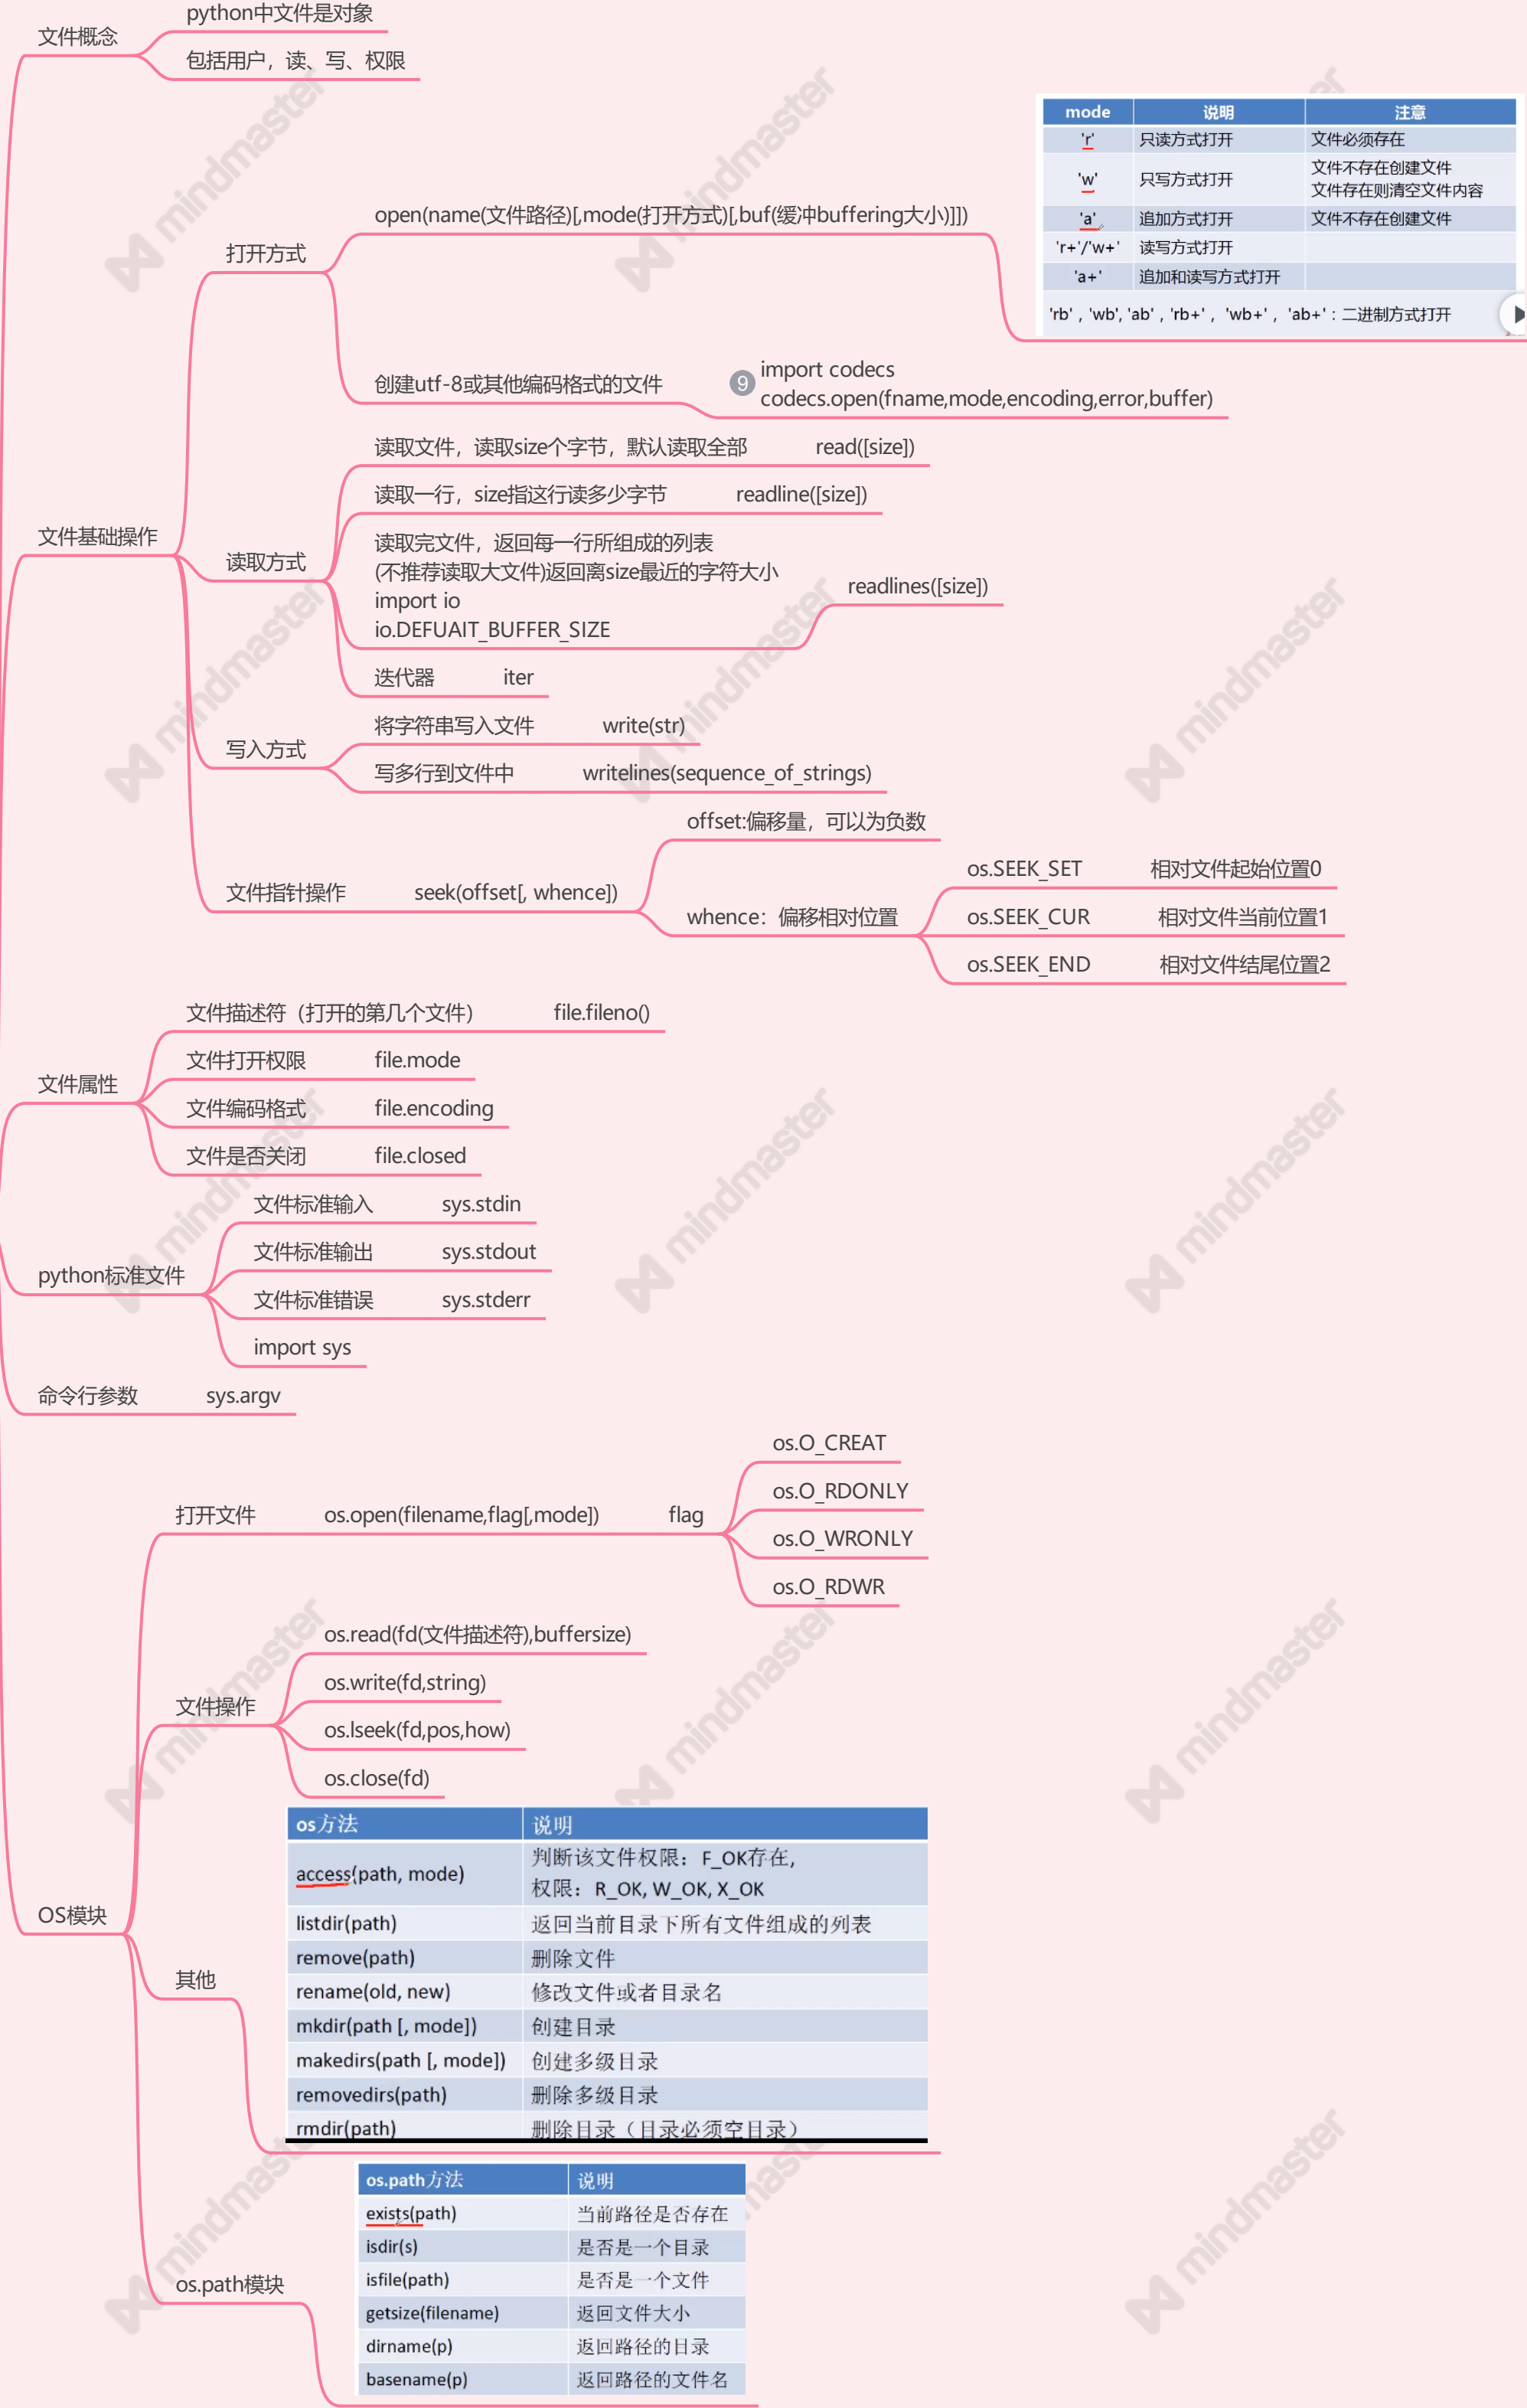 python中文件是对象
文件概念
包括用户，读、写、权限
mode 说明 注意
'r' 只读方式打开 文件必须存在
'w' 只写方式打开 文件不存在创建文件
文件存在则清空文件内容
'a' 追加方式打开 文件不存在创建文件
'r+'/'w+' 读写方式打开
'a+' 追加和读写方式打开
'rb' , 'wb', 'ab' , 'rb+' , 'wb+' , 'ab+' : 二进制方式打开
open(name(文件路径)[,mode(打开方式)[,buf(缓冲buffering大小)]])
打开方式
创建utf-8或其他编码格式的文件
9
import codecs
codecs.open(fname,mode,encoding,error,buffer)
文件基础操作
读取文件，读取size个字节，默认读取全部 read([size])
读取一行，size指这行读多少字节 readline([size])
读取方式
读取完文件，返回每一行所组成的列表
(不推荐读取大文件)返回离size最近的字符大小
import io
io.DEFUAIT_BUFFER_SIZE
readlines([size])
迭代器 iter
写入方式
将字符串写入文件 write(str)
写多行到文件中 writelines(sequence_of_strings)
文件指针操作 seek(offset[, whence])
offset:偏移量，可以为负数
whence：偏移相对位置
os.SEEK_SET 相对文件起始位置0
os.SEEK_CUR 相对文件当前位置1
os.SEEK_END 相对文件结尾位置2
文件属性
文件描述符（打开的第几个文件） file.fileno()
文件打开权限 file.mode
文件编码格式 file.encoding
文件是否关闭 file.closed
python标准文件
文件标准输入 sys.stdin
文件标准输出 sys.stdout
文件标准错误 sys.stderr
import sys
命令行参数 sys.argv
OS模块
打开文件 os.open(filename,flag[,mode]) flag
os.O_CREAT
os.O_RDONLY
os.O_WRONLY
os.O_RDWR
文件操作
os.read(fd(文件描述符),buffersize)
os.write(fd,string)
os.lseek(fd,pos,how)
os.close(fd)
其他
os方法 说明
access(path, mode) 判断该文件权限：F_OK存在,
权限：R_OK, W_OK, X_OK
listdir(path) 返回当前目录下所有文件组成的列表
remove(path) 删除文件
rename(old, new) 修改文件或者目录名
mkdir(path [, mode]) 创建目录
makedirs(path [, mode]) 创建多级目录
removedirs(path) 删除多级目录
rmdir(path) 删除目录（目录必须空目录）
os.path模块
os.path方法 说明
exists(path) 当前路径是否存在
isdir(s) 是否是一个目录
isfile(path) 是否是一个文件
getsize(filename) 返回文件大小
dirname(p) 返回路径的目录
basename(p) 返回路径的文件名
mindmaster
mindmaster
mindmaster
mindmaster
mindmaster
mindmaster
mindmaster
mindmaster
mindmaster
mindmaster
mindmaster
mindmaster
mindmaster